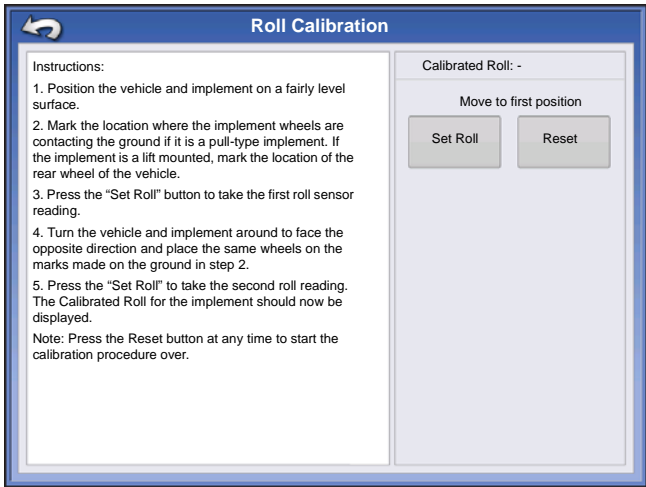 Roll Calibration
Instructions:
1. Position the vehicle and implement on a fairly level
surface.
2. Mark the location where the implement wheels are
contacting the ground if it is a pull-type implement. If
the implement is a lift mounted, mark the location of the
rear wheel of the vehicle.
3. Press the “Set Roll” button to take the first roll sensor
reading.
4. Turn the vehicle and implement around to face the
opposite direction and place the same wheels on the
marks made on the ground in step 2.
5. Press the “Set Roll” to take the second roll reading.
The Calibrated Roll for the implement should now be
displayed.
Note: Press the Reset button at any time to start the
calibration procedure over.
Calibrated Roll: -
Move to first position
Set Roll
Reset